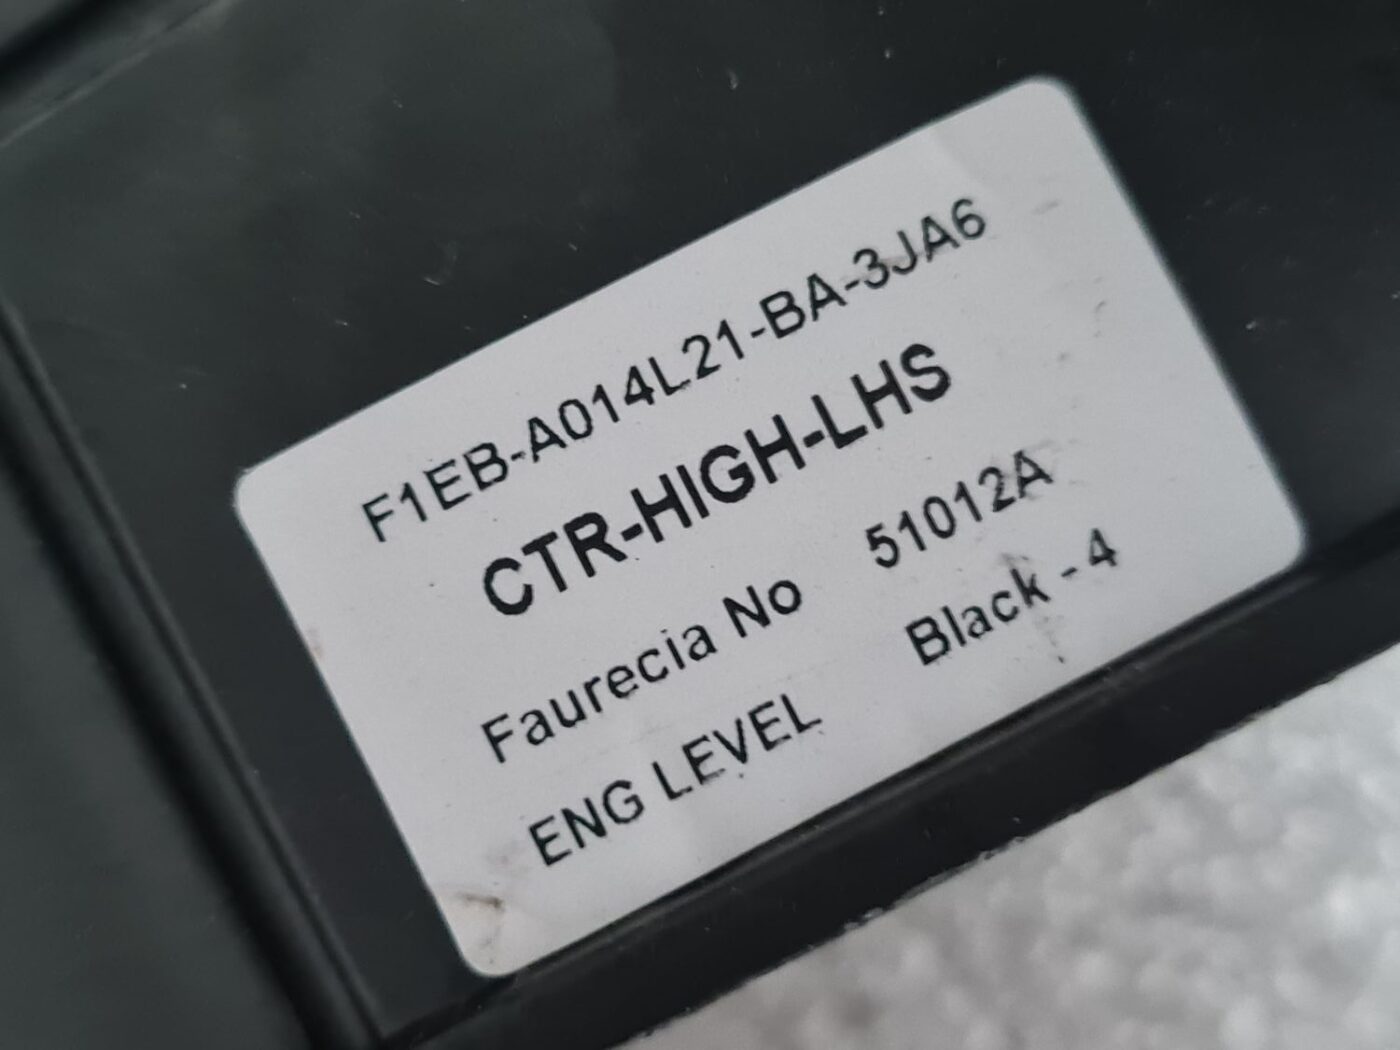 F1EB-A014L21-BA-3JA6
CTR-HIGH-LHS
Faurecia No 51012A
ENG LEVEL Black - 4